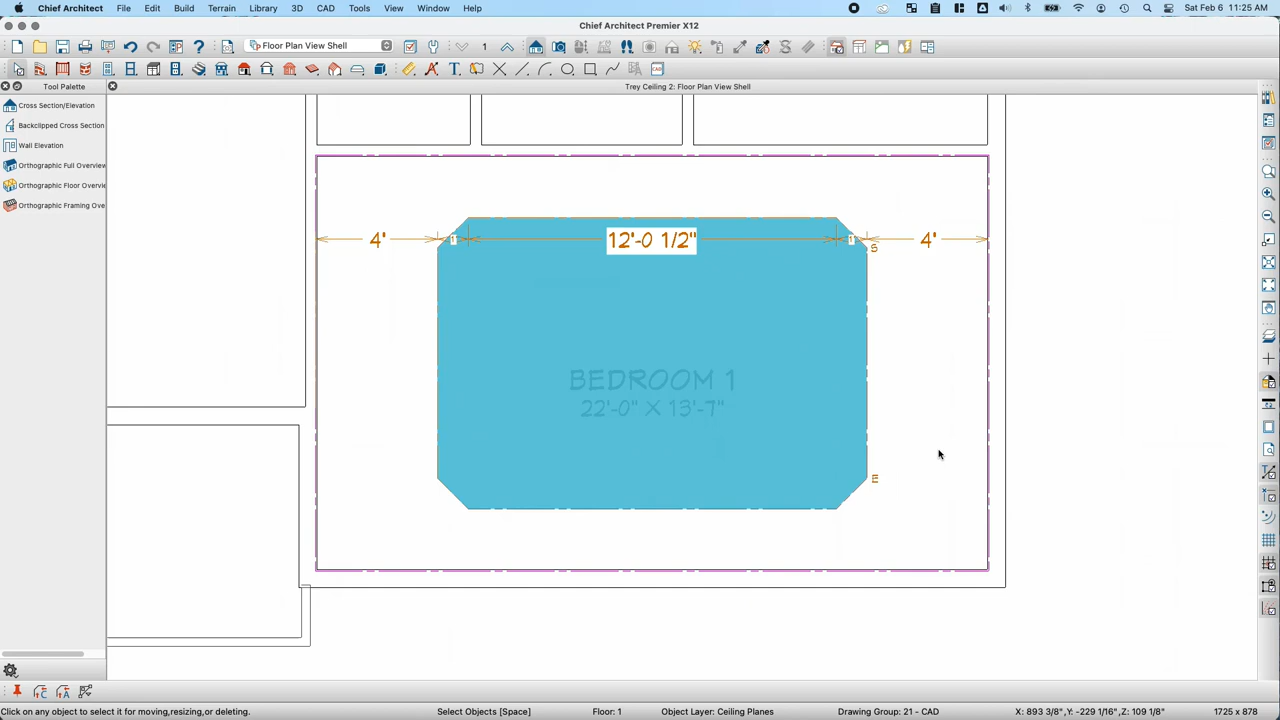 Chief Architect Premier File Edit Build Terrain Library 3D CAD Tools View Window Help
Sat Feb 6 11:25 AM
Chief Architect Premier X12
Floor Plan View Shell
1
Tool Palette
Trey Ceiling 2: Floor Plan View Shell
Cross Section/Elevation
Backclipped Cross Section
Wall Elevation
Orthographic Full Overview
Orthographic Floor Overvie
Orthographic Framing Ove
4'
1
12'-0 1/2"
1
4'
S
BEDROOM 1
22'-0" X 13'-7"
E
Click on any object to select it for moving,resizing,or deleting.
Select Objects [Space]
Floor: 1
Object Layer: Ceiling Planes
Drawing Group: 21 - CAD
X: 893 3/8",Y: -229 1/16",Z: 109 1/8"
1725 x 878